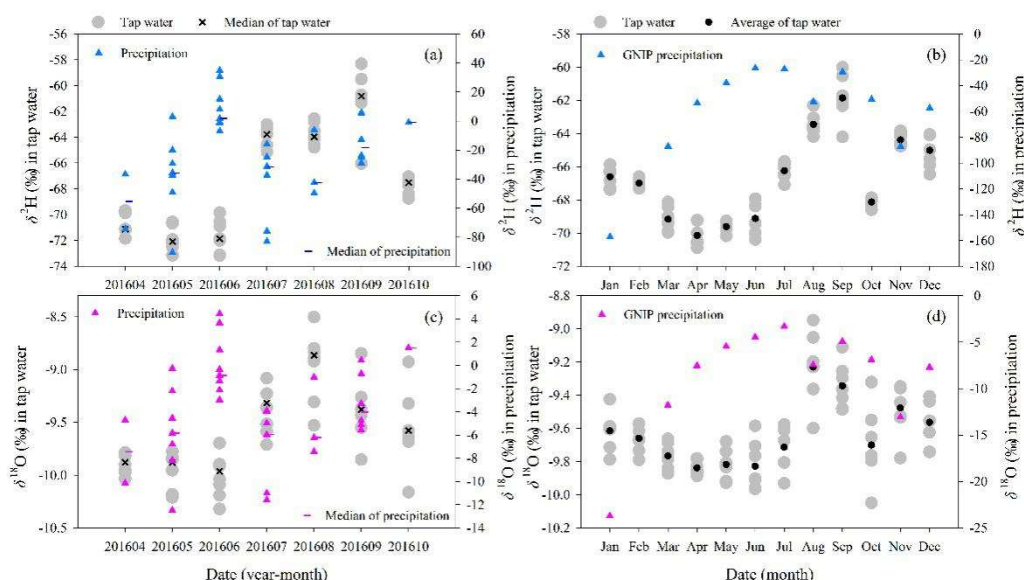 Tap water Median of tap water Tap water Average of tap water
Precipitation (a) GNIP precipitation (b)
-56 -58 -60 -62 -64 -66 -68 -70 -72 -74
δ ²H (‰) in tap water
60 40 20 0 -20 -40 -60 -80 -100
δ ²H (‰) in precipitation
Median of precipitation
201604 201605 201606 201607 201608 201609 201610
-58 -60 -62 -64 -66 -68 -70 -72
δ ²H (‰) in tap water
0 -20 -40 -60 -80 -100 -120 -140 -160 -180
δ ²H (‰) in precipitation
Jan Feb Mar Apr May Jun Jul Aug Sep Oct Nov Dec
Precipitation (c) GNIP precipitation (d)
-8.5 -9.0 -9.5 -10.0 -10.5
δ ¹⁸O (‰) in tap water
6 4 2 0 -2 -4 -6 -8 -10 -12 -14
δ ¹⁸O (‰) in precipitation
Median of precipitation
201604 201605 201606 201607 201608 201609 201610
Date (year-month)
-8.8 -9.0 -9.2 -9.4 -9.6 -9.8 -10.0 -10.2
δ ¹⁸O (‰) in tap water
0 -5 -10 -15 -20 -25
δ ¹⁸O (‰) in precipitation
Jan Feb Mar Apr May Jun Jul Aug Sep Oct Nov Dec
Date (month)